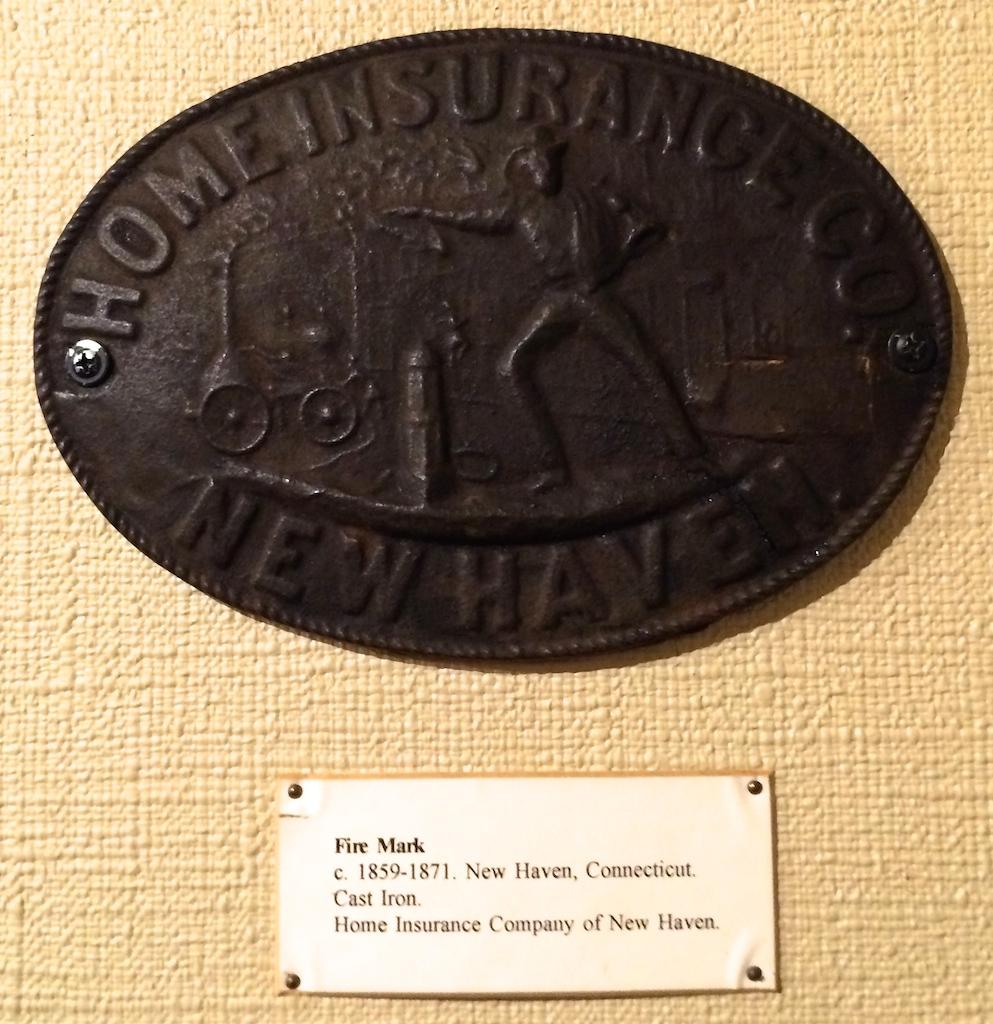 HOME INSURANCE CO.
NEW HAVEN
Fire Mark
c. 1859-1871. New Haven, Connecticut.
Cast Iron.
Home Insurance Company of New Haven.